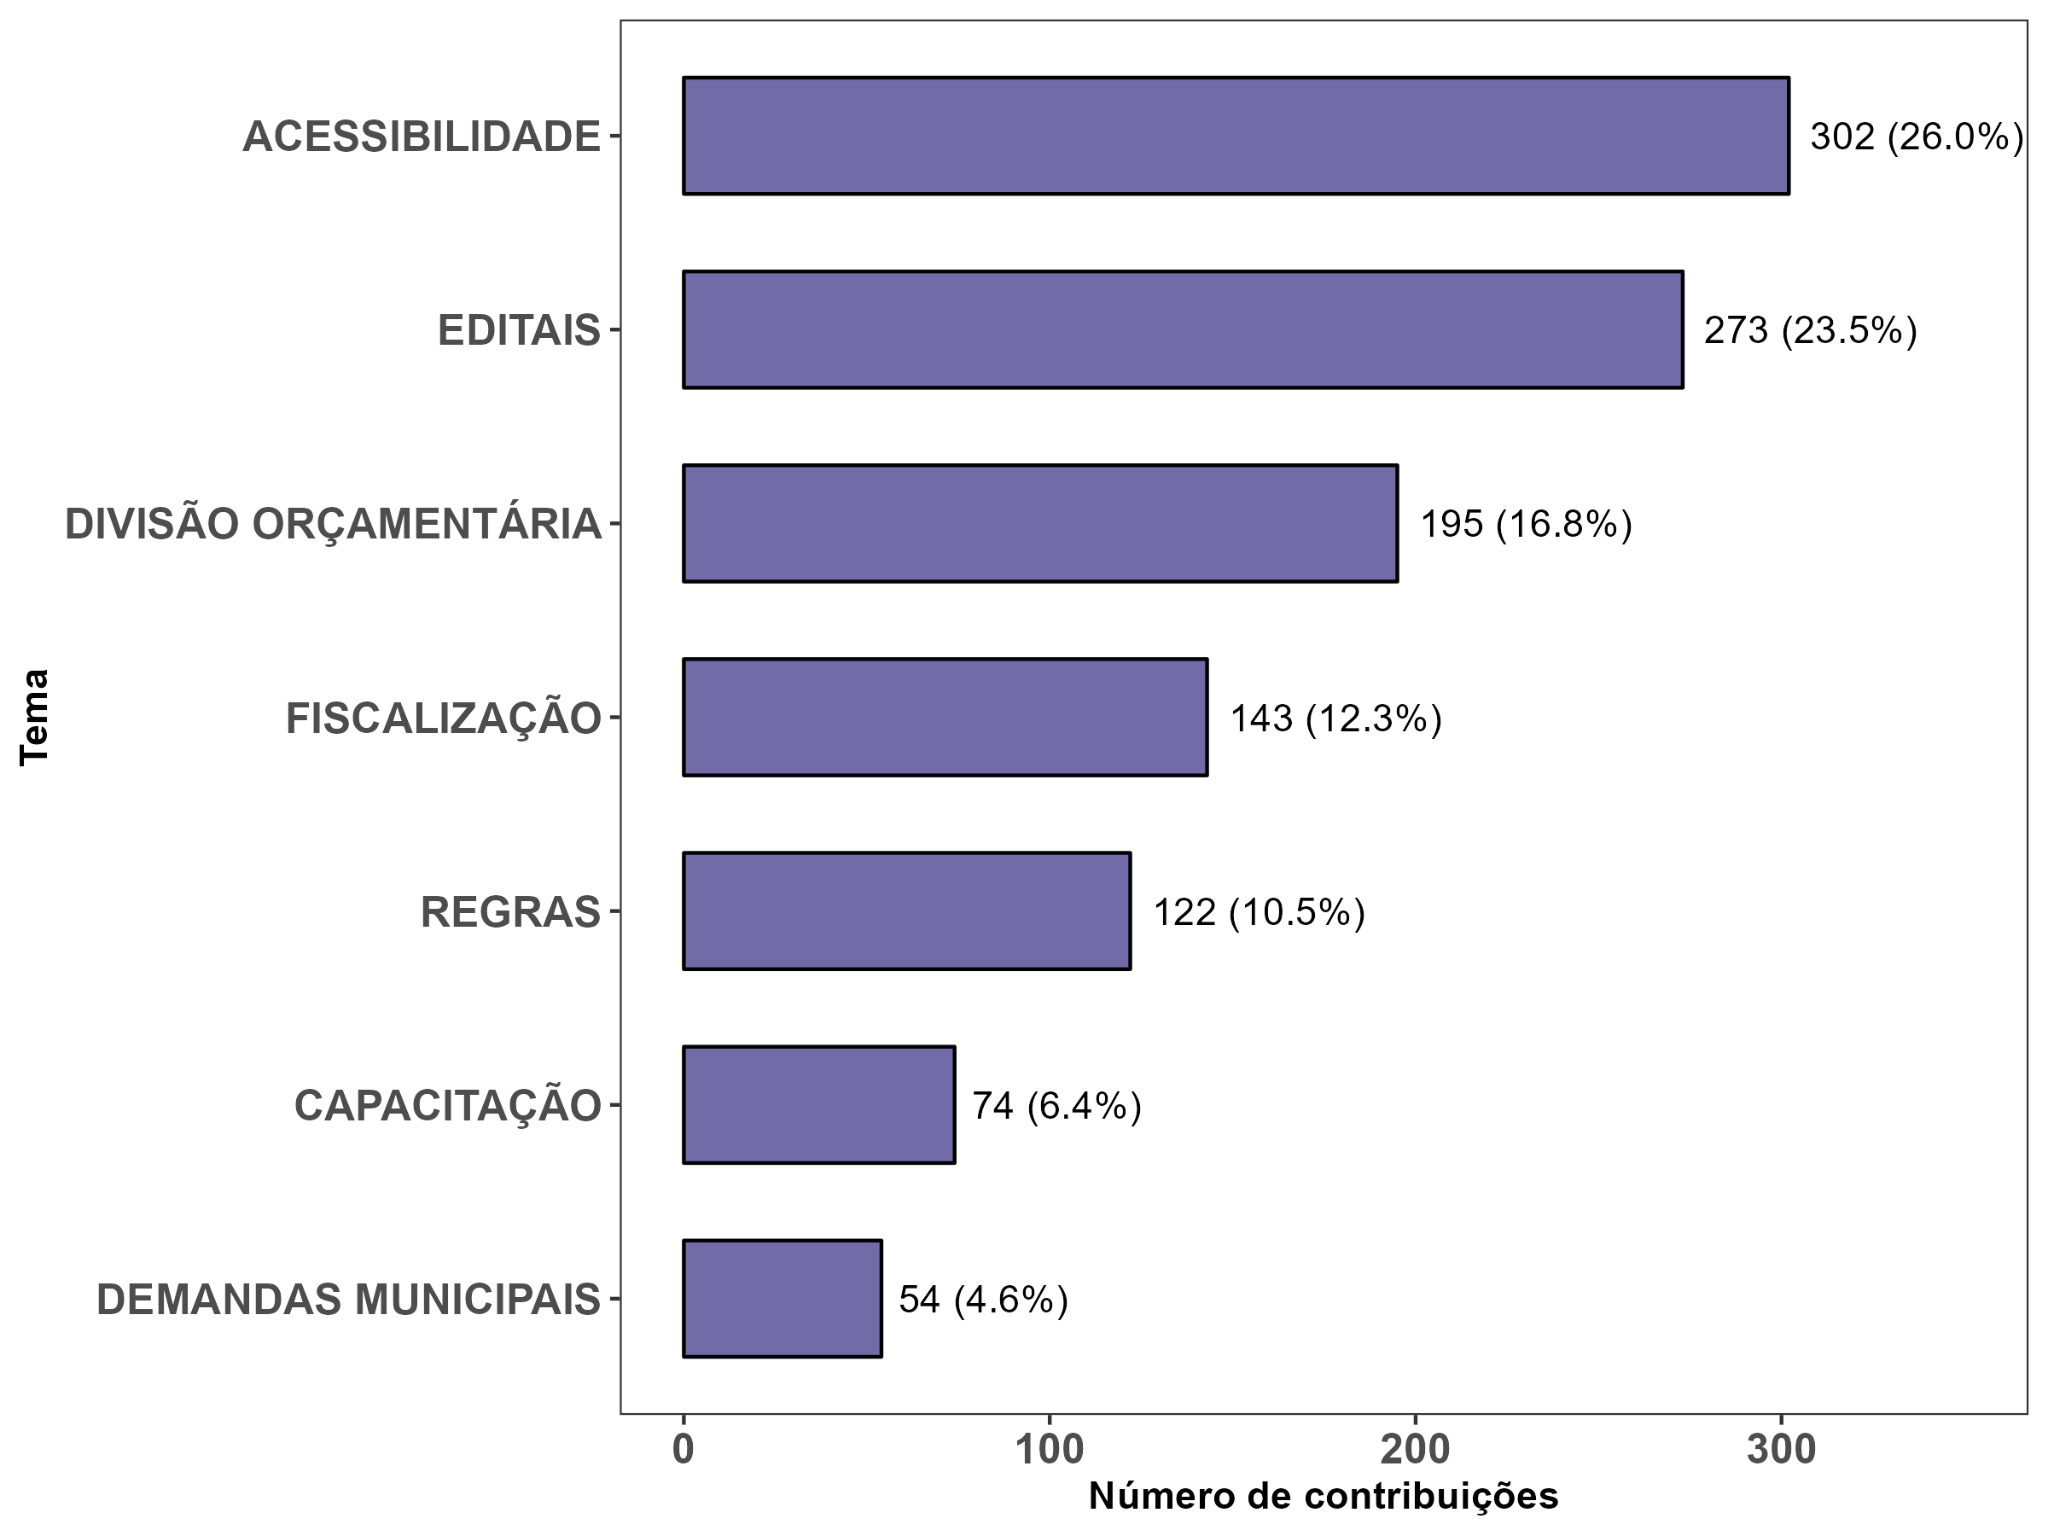 ACESSIBILIDADE 302 (26.0%)
EDITAIS 273 (23.5%)
DIVISÃO ORÇAMENTÁRIA 195 (16.8%)
FISCALIZAÇÃO 143 (12.3%)
REGRAS 122 (10.5%)
CAPACITAÇÃO 74 (6.4%)
DEMANDAS MUNICIPAIS 54 (4.6%)
Tema
0 100 200 300
Número de contribuições